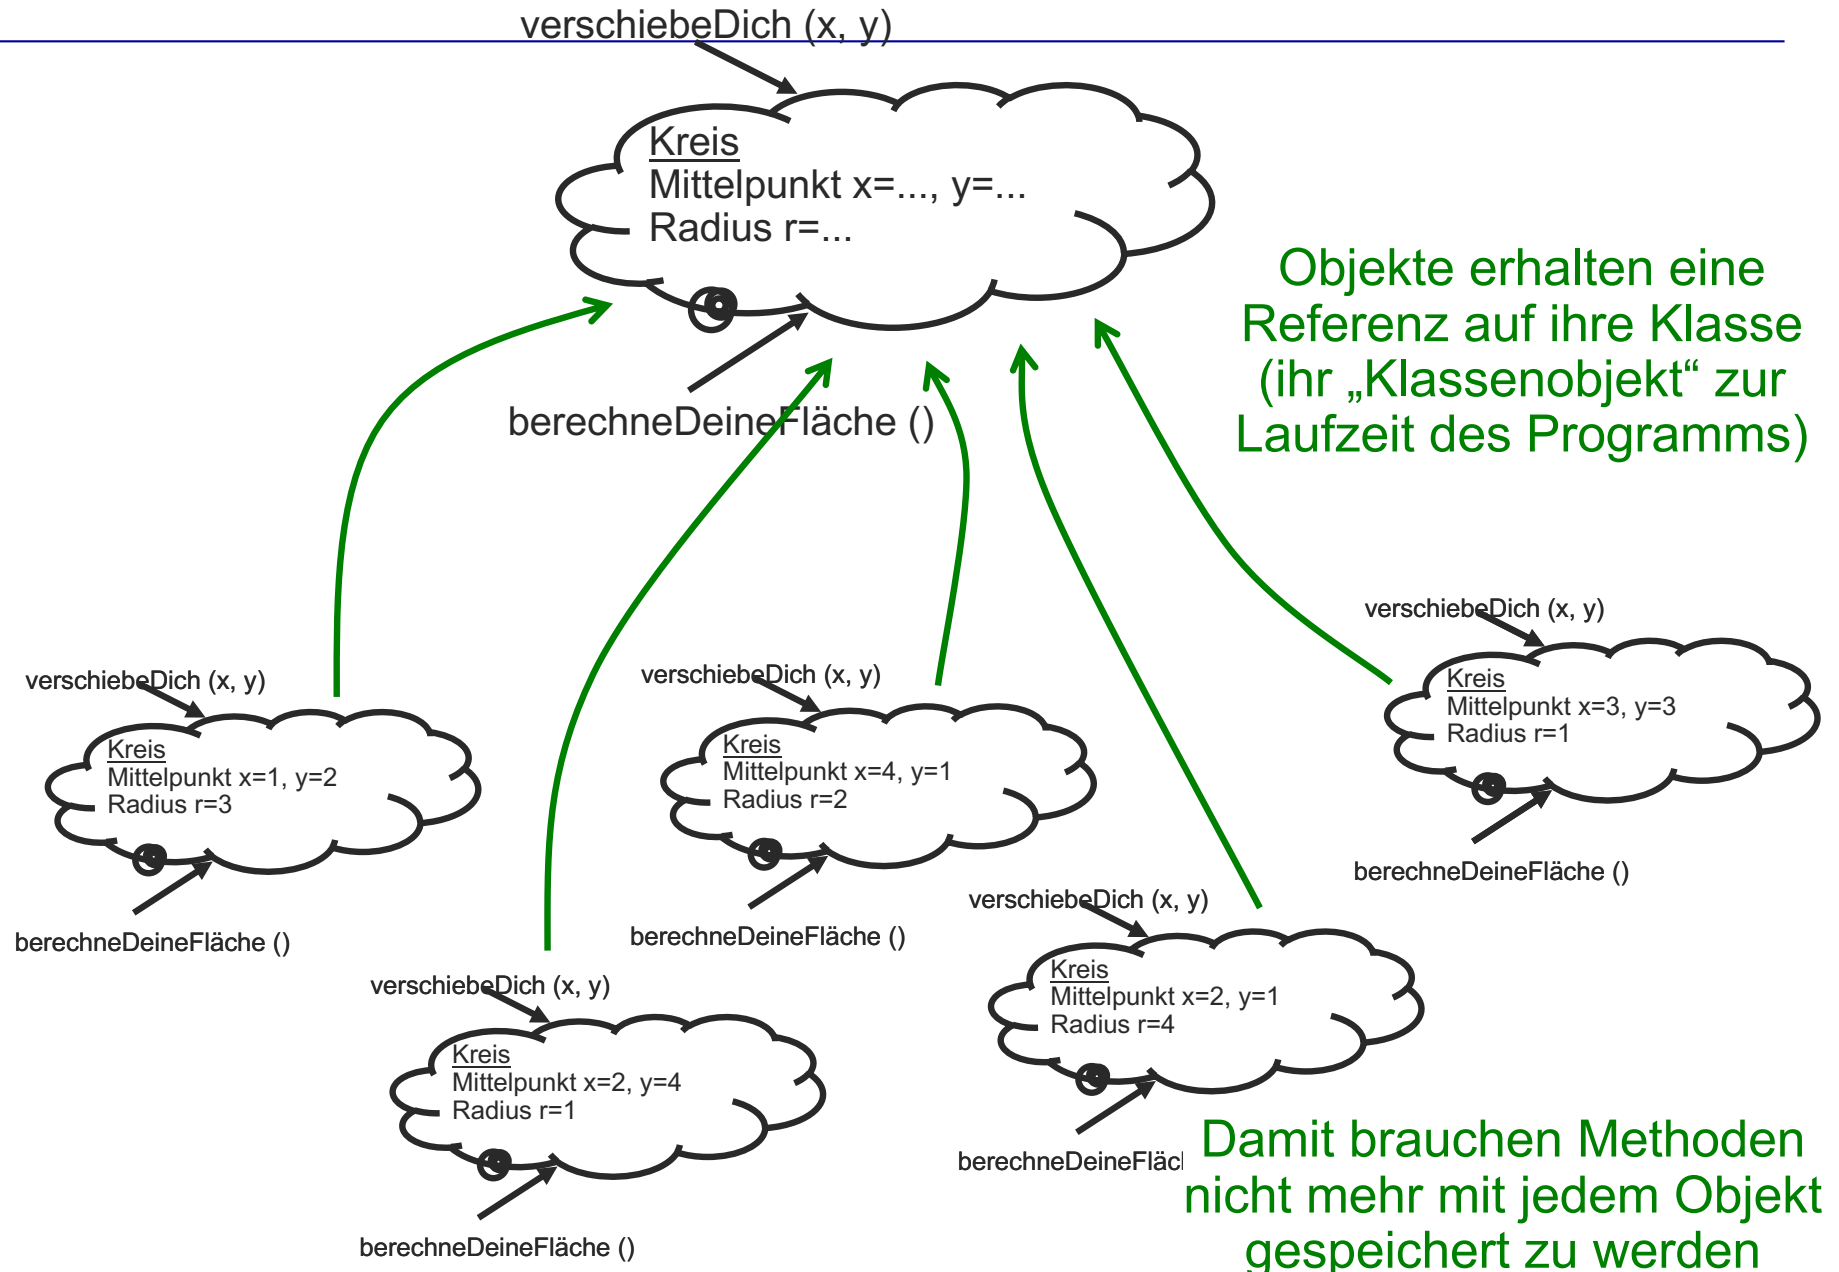 verschiebeDich (x, y)
Kreis
Mittelpunkt x=..., y=...
Radius r=...
berechneDeineFläche ()
Objekte erhalten eine
Referenz auf ihre Klasse
(ihr „Klassenobjekt“ zur
Laufzeit des Programms)
verschiebeDich (x, y)
Kreis
Mittelpunkt x=1, y=2
Radius r=3
berechneDeineFläche ()
verschiebeDich (x, y)
Kreis
Mittelpunkt x=2, y=4
Radius r=1
berechneDeineFläche ()
verschiebeDich (x, y)
Kreis
Mittelpunkt x=4, y=1
Radius r=2
berechneDeineFläche ()
verschiebeDich (x, y)
Kreis
Mittelpunkt x=2, y=1
Radius r=4
berechneDeineFläc
verschiebeDich (x, y)
Kreis
Mittelpunkt x=3, y=3
Radius r=1
berechneDeineFläche ()
Damit brauchen Methoden
nicht mehr mit jedem Objekt
gespeichert zu werden